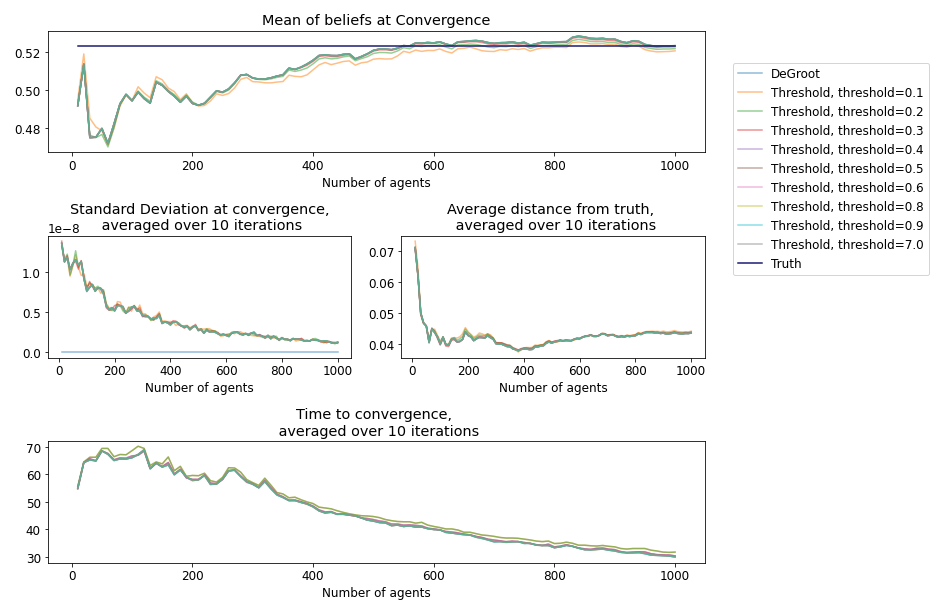 Mean of beliefs at Convergence
0.52
0.50
0.48
0
200
400
600
800
1000
Number of agents
DeGroot
Threshold, threshold=0.1
Threshold, threshold=0.2
Threshold, threshold=0.3
Threshold, threshold=0.4
Threshold, threshold=0.5
Threshold, threshold=0.6
Threshold, threshold=0.8
Threshold, threshold=0.9
Threshold, threshold=7.0
Truth
Standard Deviation at convergence,
averaged over 10 iterations
1e−8
1.0
0.5
0.0
0
200
400
600
800
1000
Number of agents
Average distance from truth,
averaged over 10 iterations
0.07
0.06
0.05
0.04
0
200
400
600
800
1000
Number of agents
Time to convergence,
averaged over 10 iterations
70
60
50
40
30
0
200
400
600
800
1000
Number of agents